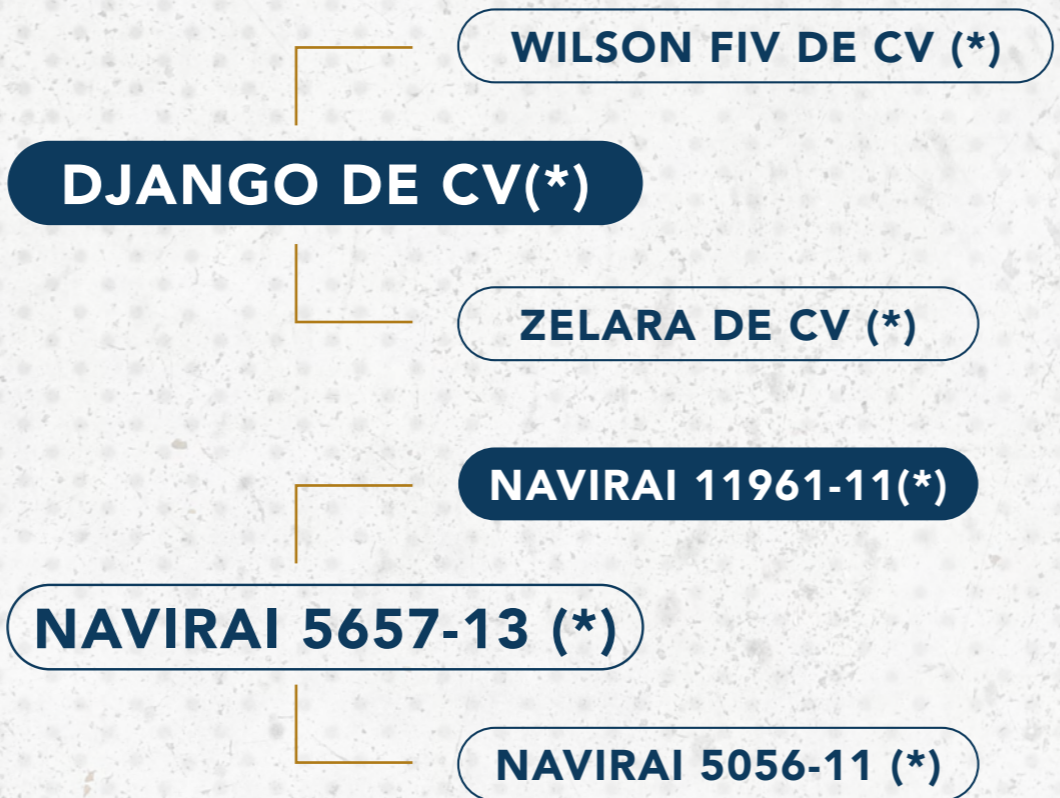 WILSON FIV DE CV (*)
DJANGO DE CV(*)
ZELARA DE CV (*)
NAVIRAI 11961-11(*)
NAVIRAI 5657-13 (*)
NAVIRAI 5056-11 (*)